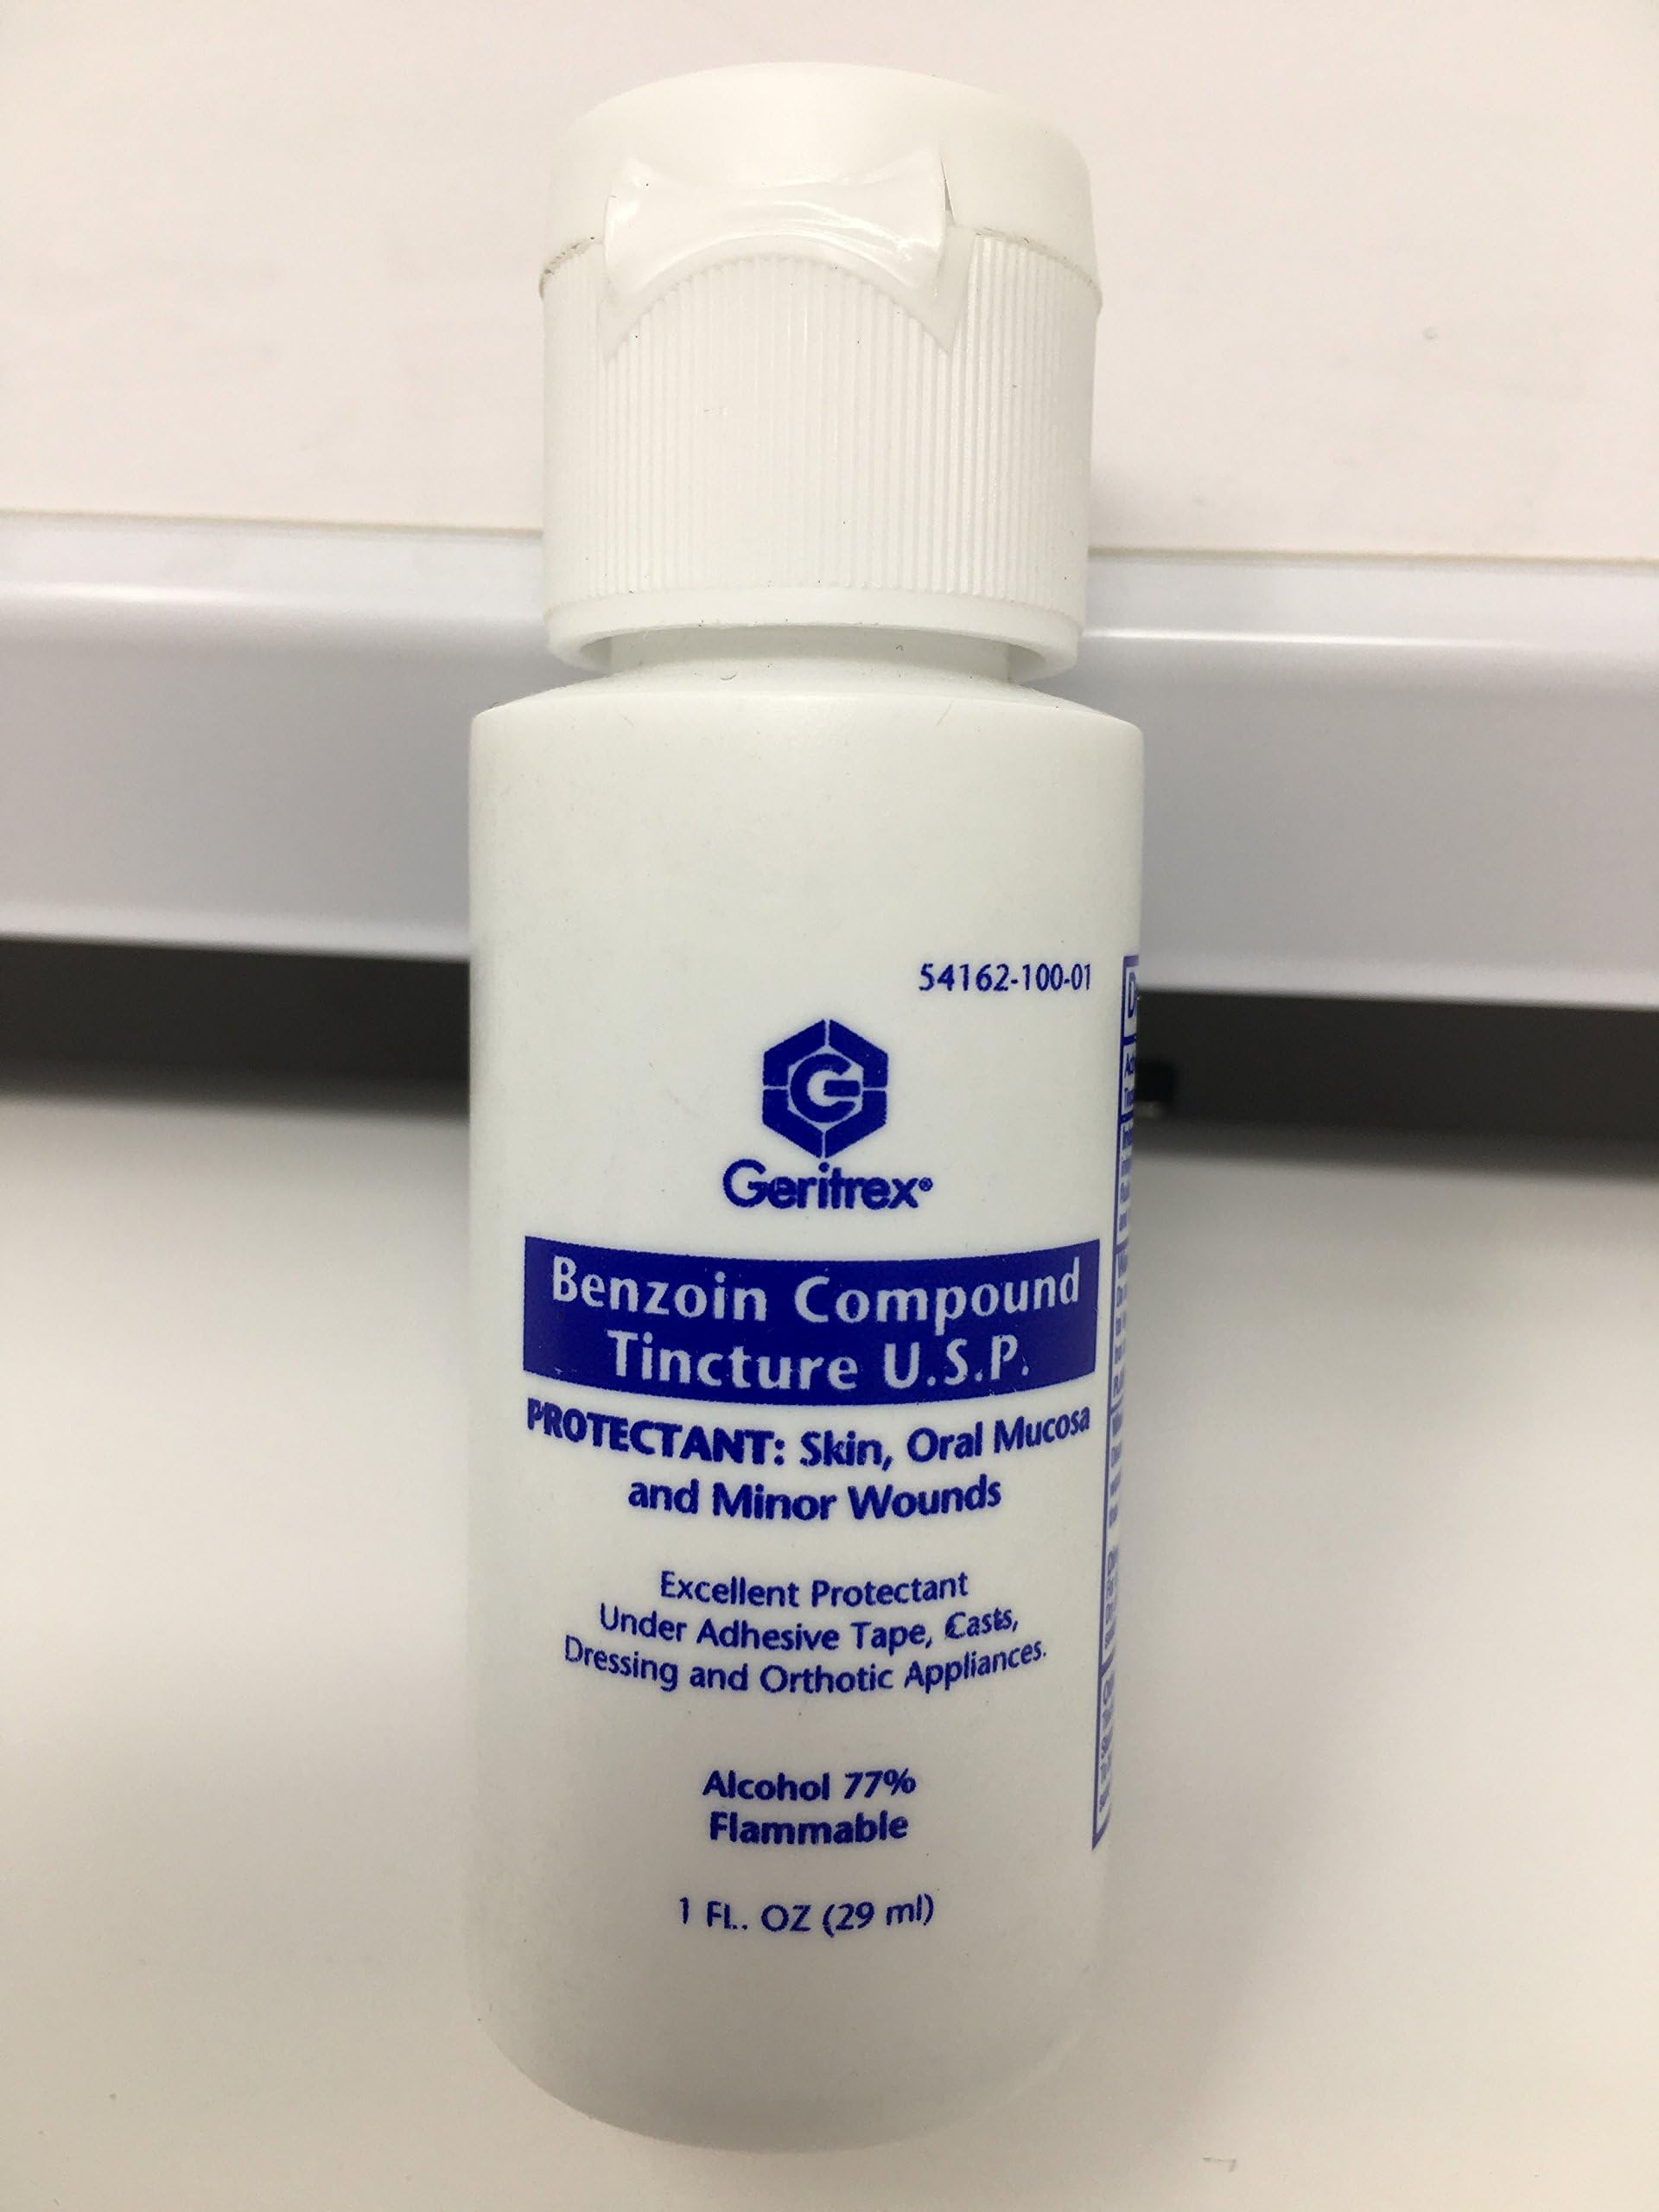 54162-100-01
G
Geritrex®
Benzoin Compound
Tincture U.S.P.
PROTECTANT: Skin, Oral Mucosa
and Minor Wounds
Excellent Protectant
Under Adhesive Tape, Casts,
Dressing and Orthotic Appliances.
Alcohol 77%
Flammable
1 FL. OZ (29 ml)